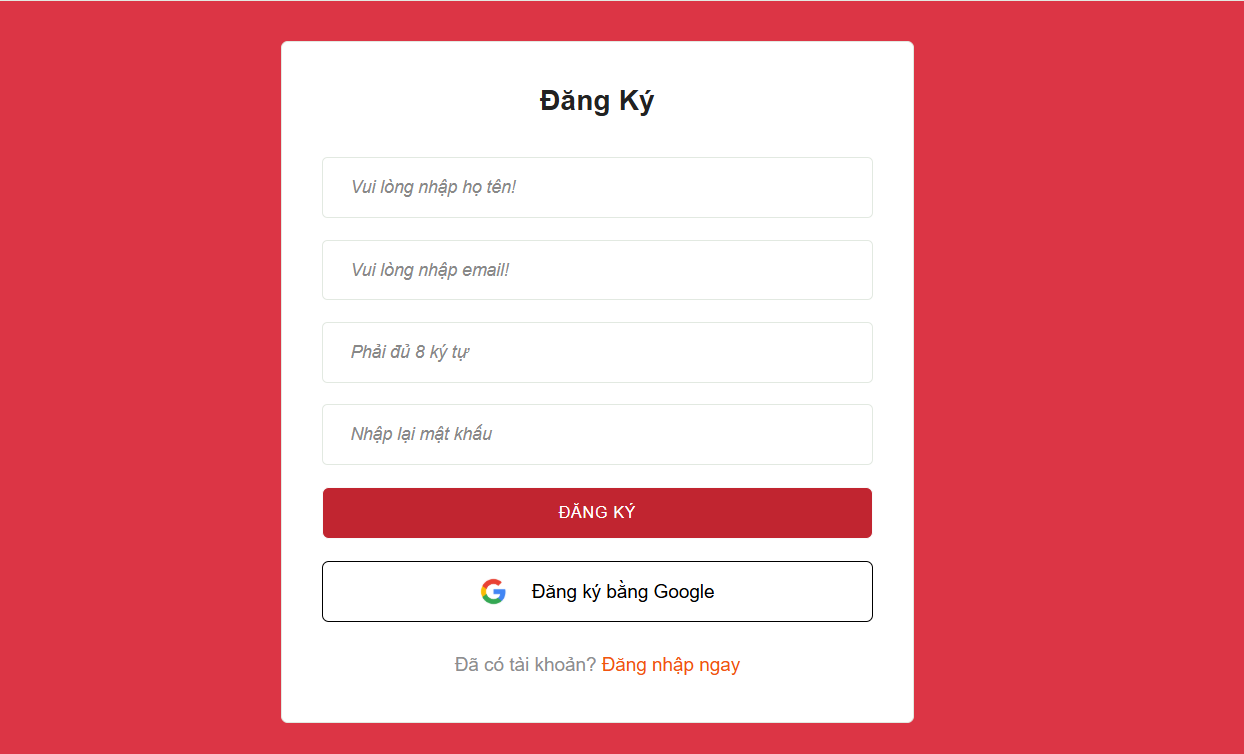 Đăng Ký
Vui lòng nhập họ tên!
Vui lòng nhập email!
Phải đủ 8 ký tự
Nhập lại mật khẩu
ĐĂNG KÝ
Đăng ký bằng Google
Đã có tài khoản? Đăng nhập ngay